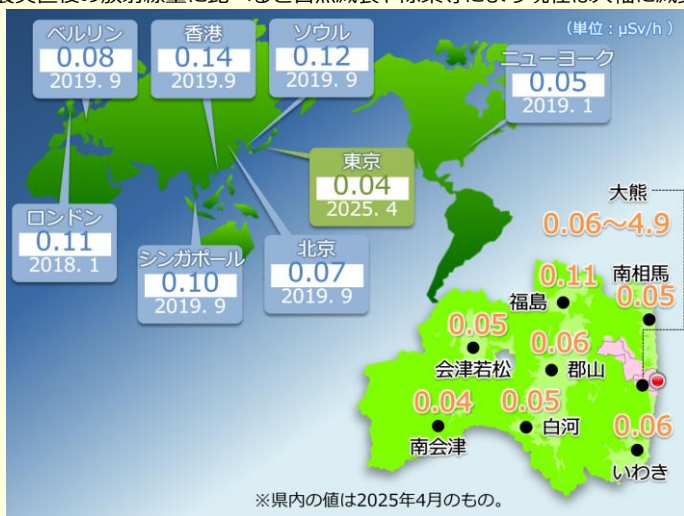 (単位：μSv/h )
ベルリン
0.08
2019. 9
香港
0.14
2019.9
ソウル
0.12
2019. 9
ニューヨーク
0.05
2019. 1
東京
0.04
2025. 4
ロンドン
0.11
2018. 1
シンガポール
0.10
2019. 9
北京
0.07
2019. 9
大熊
0.06～4.9
0.11
福島
南相馬
0.05
0.05
会津若松
0.06
郡山
0.04
南会津
0.05
白河
0.06
いわき
※県内の値は2025年4月のもの。